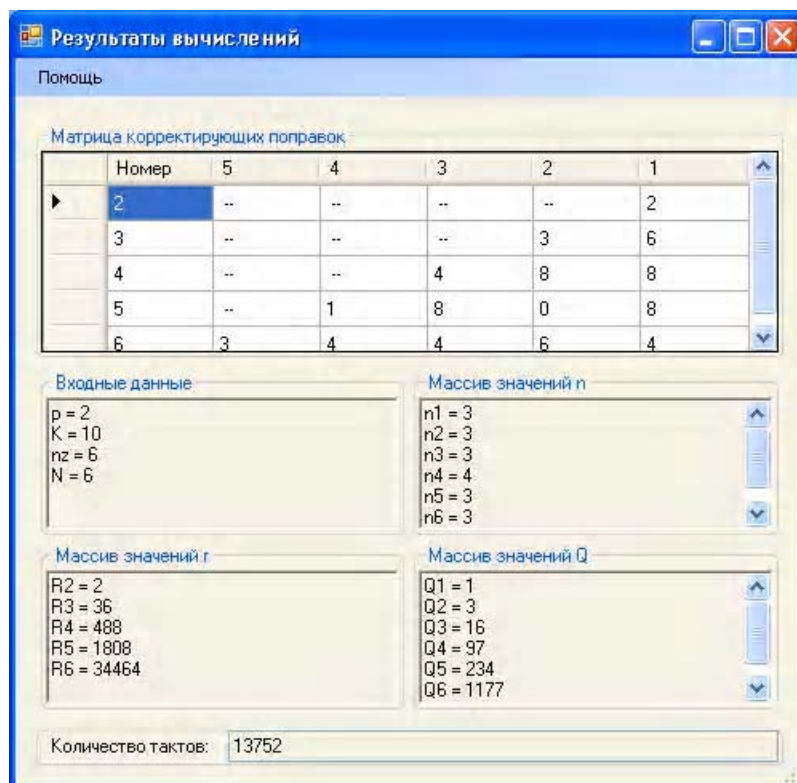 Результаты вычислений
Помощь
Матрица корректирующих поправок
Номер 5 4 3 2 1
2 -- -- -- -- 2
3 -- -- -- 3 6
4 -- -- 4 8 8
5 -- 1 8 0 8
6 3 4 4 6 4
Входные данные
p = 2
K = 10
nz = 6
N = 6
Массив значений n
n1 = 3
n2 = 3
n3 = 3
n4 = 4
n5 = 3
n6 = 3
Массив значений r
R2 = 2
R3 = 36
R4 = 488
R5 = 1808
R6 = 34464
Массив значений Q
Q1 = 1
Q2 = 3
Q3 = 16
Q4 = 97
Q5 = 234
Q6 = 1177
Количество тактов: 13752